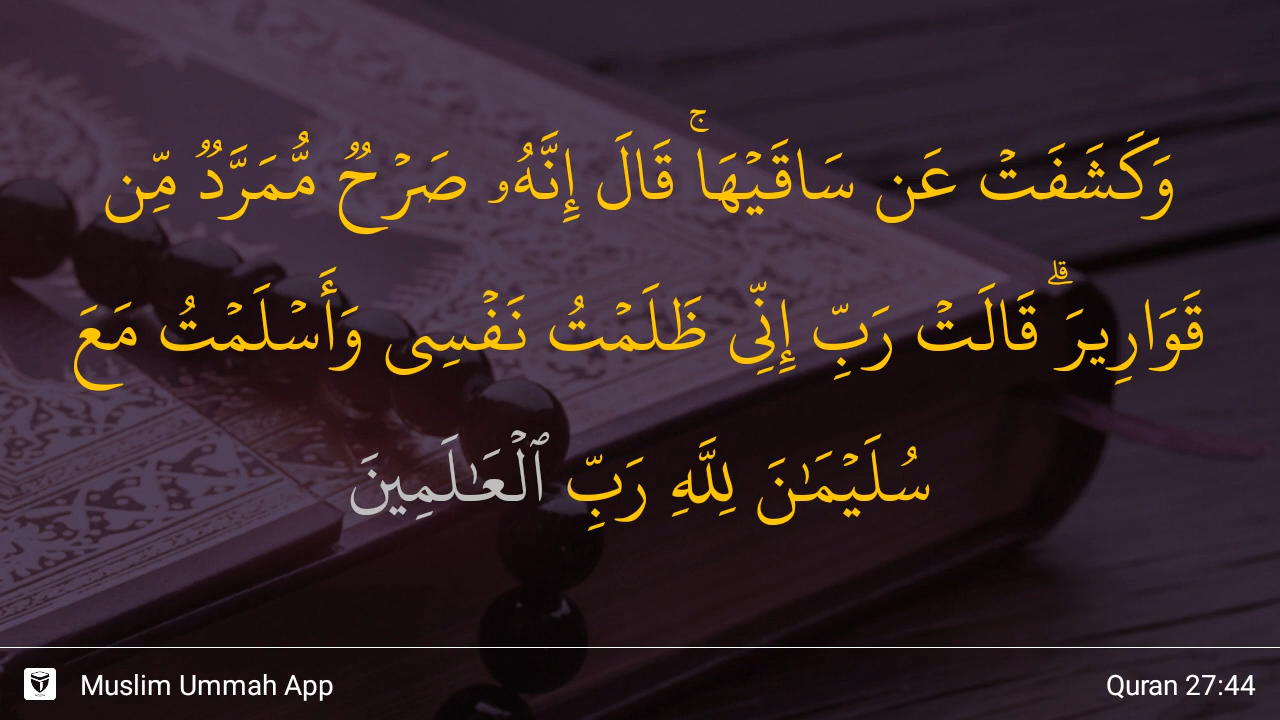 وَكَشَفَتْ عَن سَاقَيْهَا ۚ قَالَ إِنَّهُۥ صَرْحٌ مُّمَرَّدٌ مِّن
قَوَارِيرَ ۗ قَالَتْ رَبِّ إِنِّى ظَلَمْتُ نَفْسِى وَأَسْلَمْتُ مَعَ
سُلَيْمَـٰنَ لِلَّهِ رَبِّ ٱلْعَـٰلَمِينَ
Muslim Ummah App
Quran 27:44